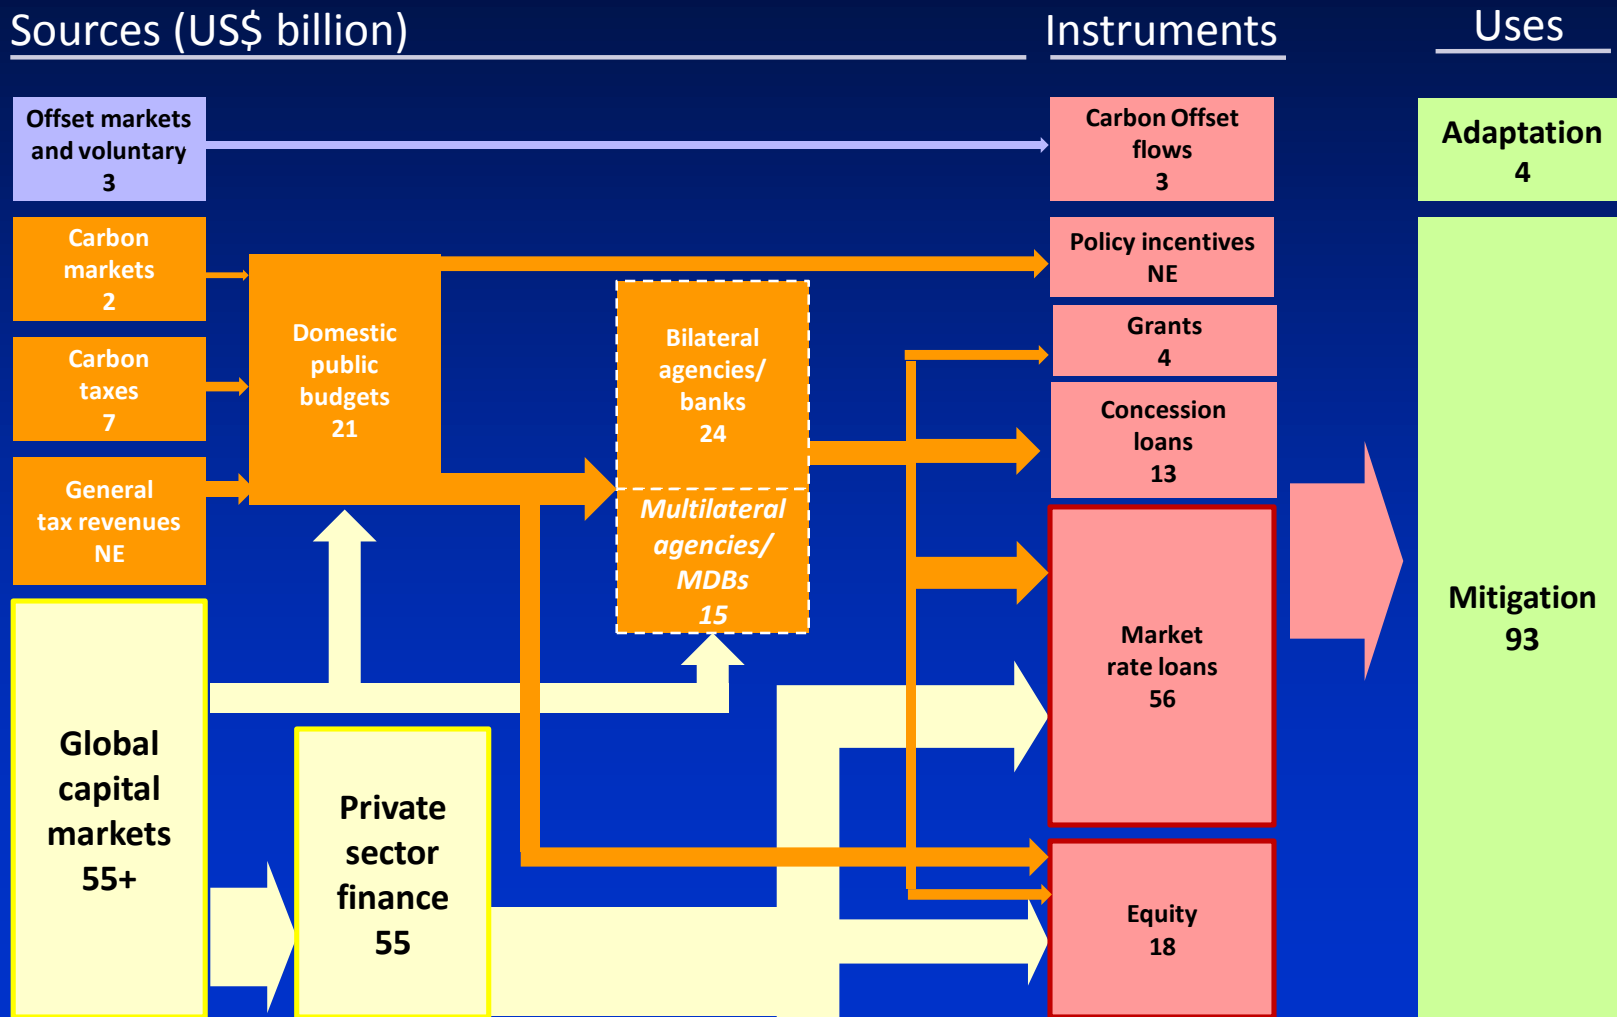 Sources (US$ billion)
Instruments
Uses
Offset markets
and voluntary
3
Carbon
markets
2
Carbon
taxes
7
General
tax revenues
NE
Global
capital
markets
55+
Domestic
public
budgets
21
Private
sector
finance
55
Bilateral
agencies/
banks
24
Multilateral
agencies/
MDBs
15
Carbon Offset
flows
3
Policy incentives
NE
Grants
4
Concession
loans
13
Market
rate loans
56
Equity
18
Adaptation
4
Mitigation
93